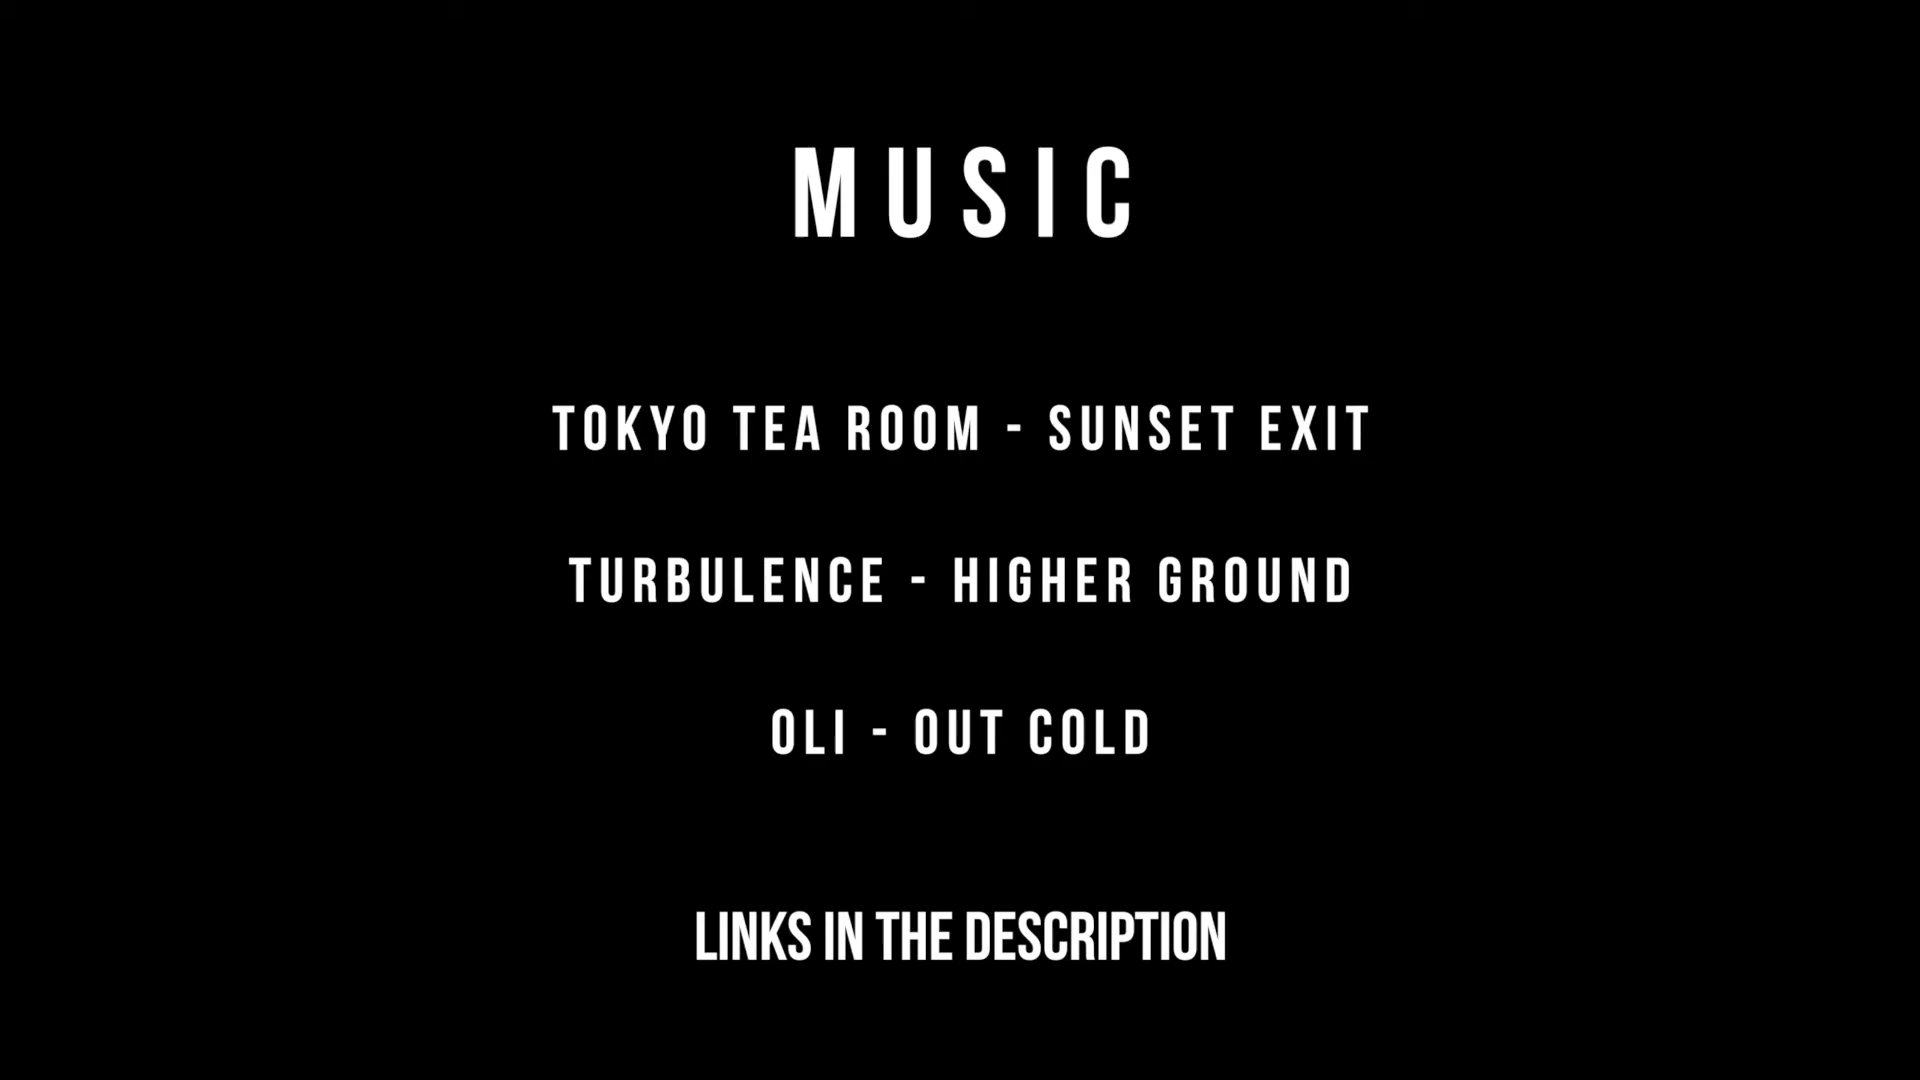 MUSIC
TOKYO TEA ROOM - SUNSET EXIT
TURBULENCE - HIGHER GROUND
OLI - OUT COLD
LINKS IN THE DESCRIPTION